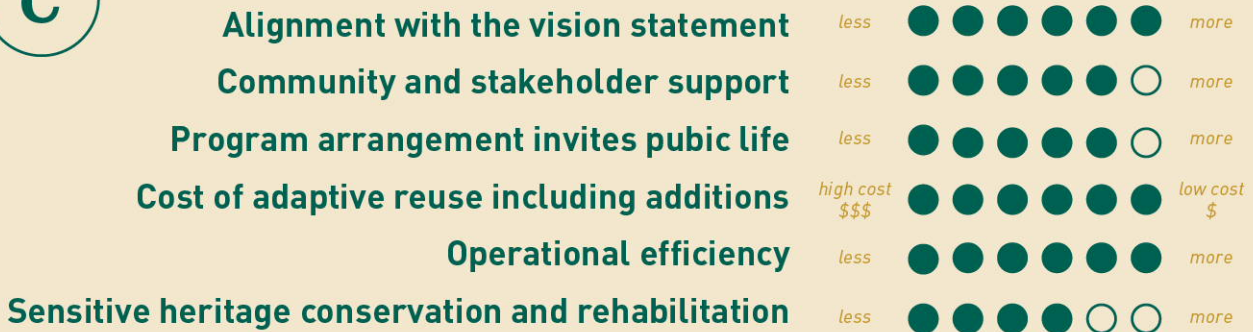 C
Alignment with the vision statement less more
Community and stakeholder support less more
Program arrangement invites pubic life less more
Cost of adaptive reuse including additions high cost $$$ low cost $
Operational efficiency less more
Sensitive heritage conservation and rehabilitation less more